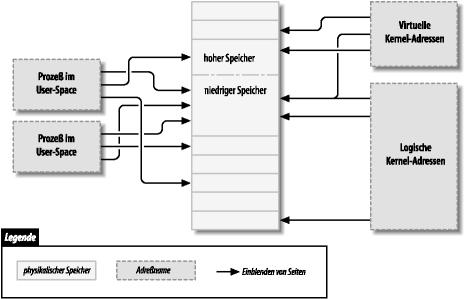 Virtuelle
Kernel-Adressen
hoher Speicher
niedriger Speicher
Prozeß im
User-Space
Prozeß im
User-Space
Logische
Kernel-Adressen
Legende
physikalischer Speicher
Adreßname
Einblenden von Seiten